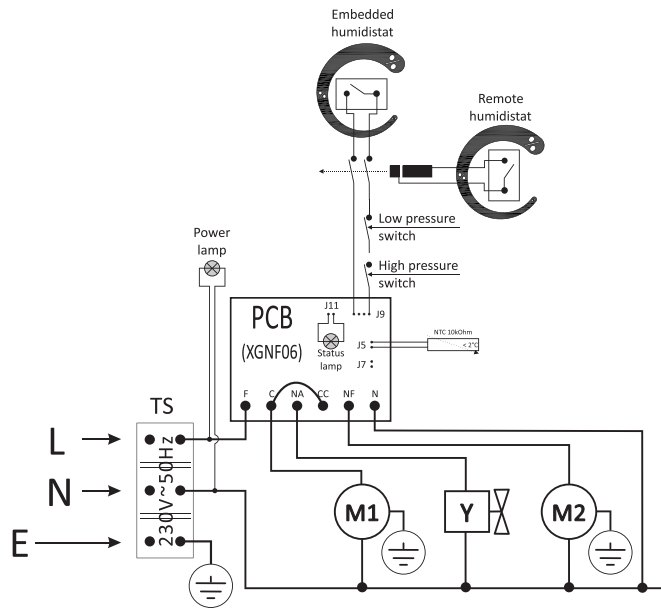 Embedded
humidistat
Remote
humidistat
Low pressure
switch
High pressure
switch
Power
lamp
PCB
(XGNF06)
J11
J9
Status
lamp
J5
J7
NTC 10kOhm
< 2°C
F C NA CC NF N
TS
L
N
E
230V~50Hz
M1
Y
M2